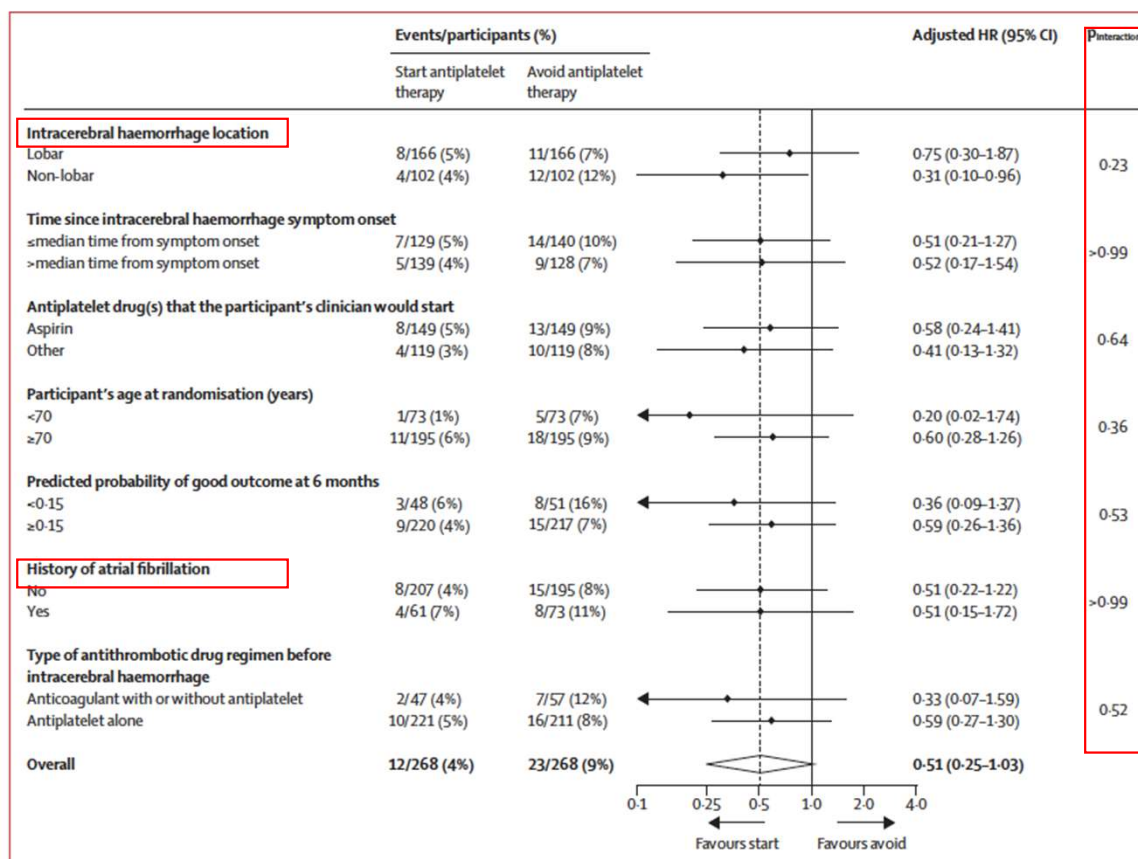 Events/participants (%) Adjusted HR (95% CI) Pinteraction
Start antiplatelet therapy Avoid antiplatelet therapy
Intracerebral haemorrhage location
Lobar 8/166 (5%) 11/166 (7%) 0·75 (0·30–1·87)
0·23
Non-lobar 4/102 (4%) 12/102 (12%) 0·31 (0·10–0·96)
Time since intracerebral haemorrhage symptom onset
≤median time from symptom onset 7/129 (5%) 14/140 (10%) 0·51 (0·21–1·27)
>0·99
>median time from symptom onset 5/139 (4%) 9/128 (7%) 0·52 (0·17–1·54)
Antiplatelet drug(s) that the participant's clinician would start
Aspirin 8/149 (5%) 13/149 (9%) 0·58 (0·24–1·41)
0·64
Other 4/119 (3%) 10/119 (8%) 0·41 (0·13–1·32)
Participant's age at randomisation (years)
<70 1/73 (1%) 5/73 (7%) 0·20 (0·02–1·74)
0·36
≥70 11/195 (6%) 18/195 (9%) 0·60 (0·28–1·26)
Predicted probability of good outcome at 6 months
<0·15 3/48 (6%) 8/51 (16%) 0·36 (0·09–1·37)
0·53
≥0·15 9/220 (4%) 15/217 (7%) 0·59 (0·26–1·36)
History of atrial fibrillation
No 8/207 (4%) 15/195 (8%) 0·51 (0·22–1·22)
>0·99
Yes 4/61 (7%) 8/73 (11%) 0·51 (0·15–1·72)
Type of antithrombotic drug regimen before
intracerebral haemorrhage
Anticoagulant with or without antiplatelet 2/47 (4%) 7/57 (12%) 0·33 (0·07–1·59)
0·52
Antiplatelet alone 10/221 (5%) 16/211 (8%) 0·59 (0·27–1·30)
Overall 12/268 (4%) 23/268 (9%) 0·51 (0·25–1·03)
0·1 0·25 0·5 1·0 2·0 4·0
Favours start Favours avoid